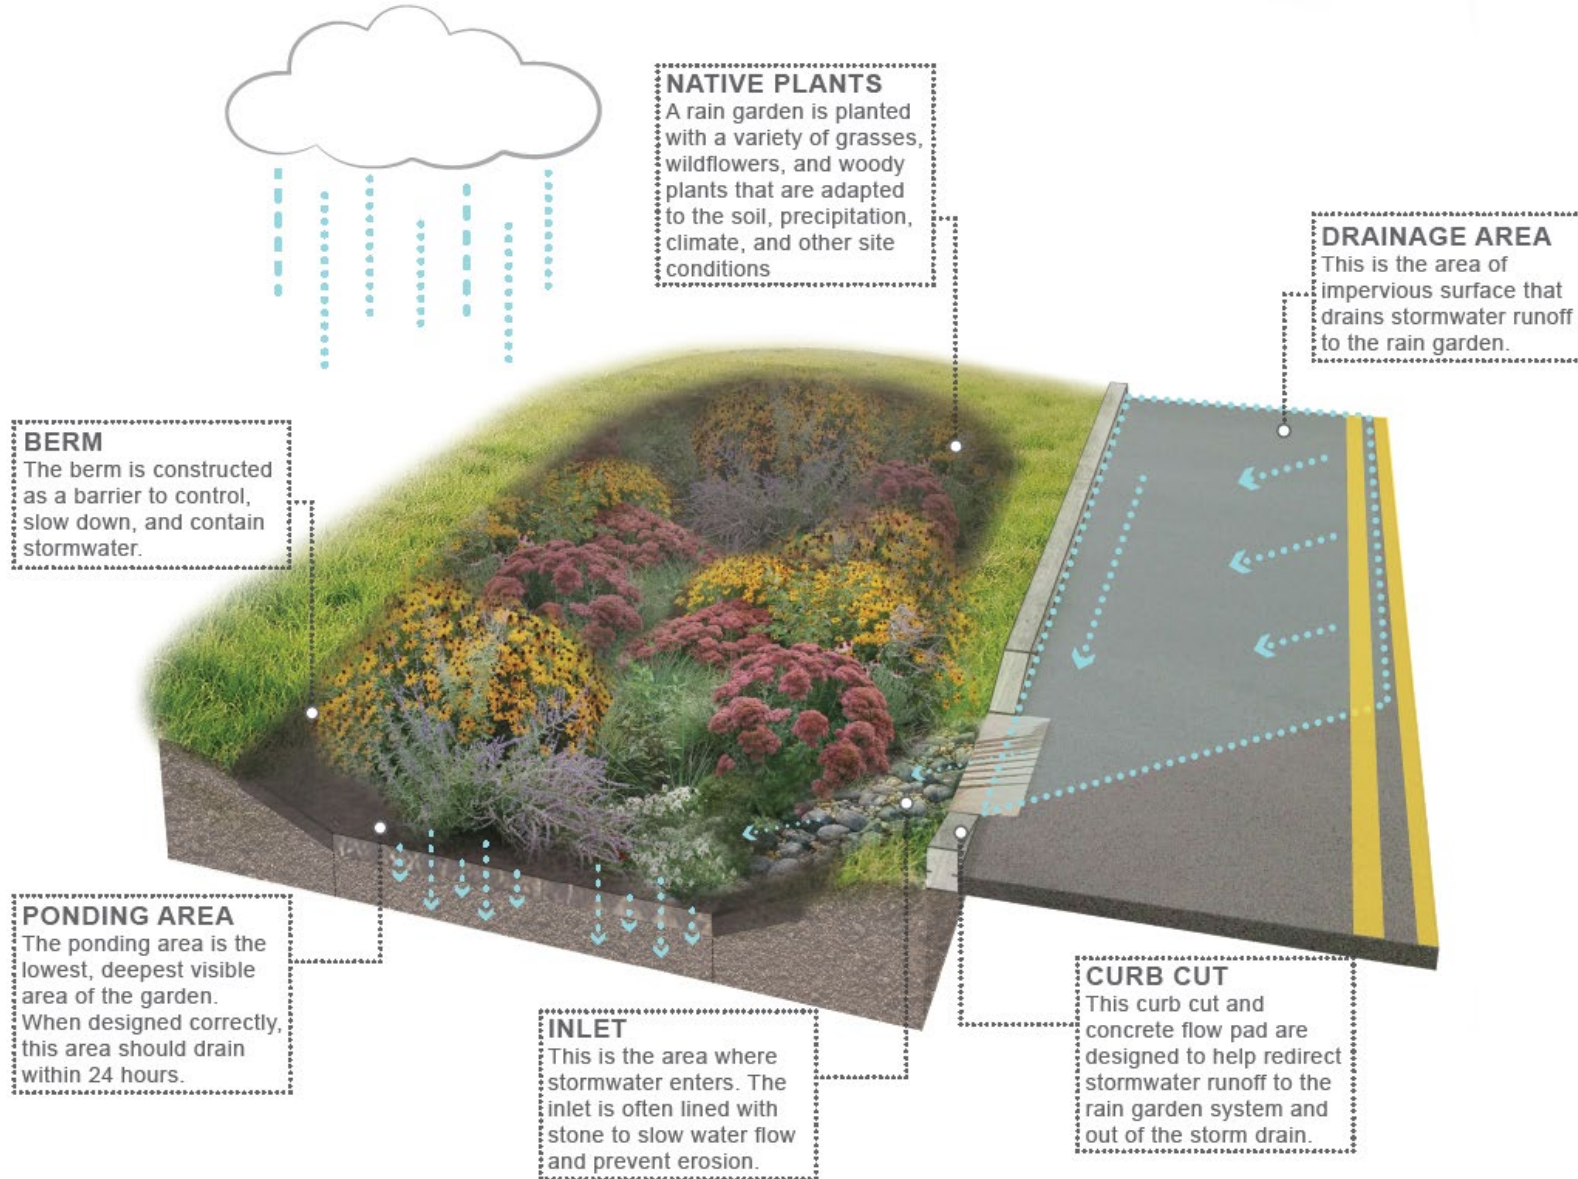 NATIVE PLANTS
A rain garden is planted
with a variety of grasses,
wildflowers, and woody
plants that are adapted
to the soil, precipitation,
climate, and other site
conditions
DRAINAGE AREA
This is the area of
impervious surface that
drains stormwater runoff
to the rain garden.
BERM
The berm is constructed
as a barrier to control,
slow down, and contain
stormwater.
PONDING AREA
The ponding area is the
lowest, deepest visible
area of the garden.
When designed correctly,
this area should drain
within 24 hours.
INLET
This is the area where
stormwater enters. The
inlet is often lined with
stone to slow water flow
and prevent erosion.
CURB CUT
This curb cut and
concrete flow pad are
designed to help redirect
stormwater runoff to the
rain garden system and
out of the storm drain.